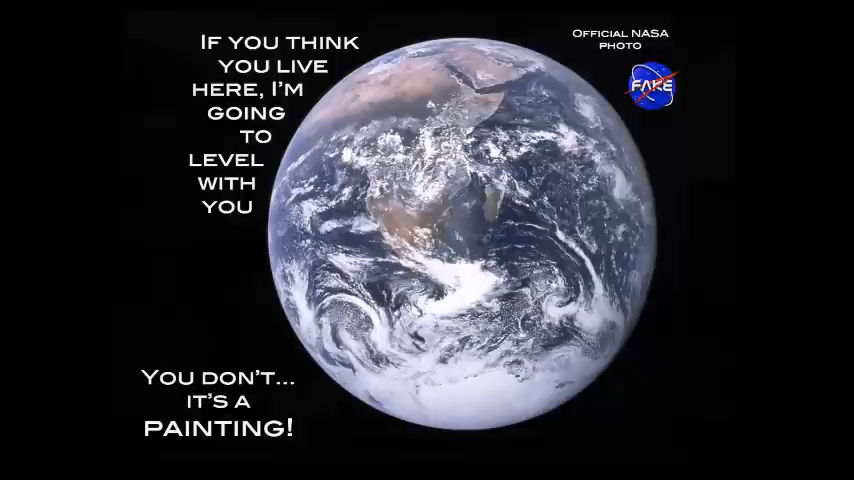 IF YOU THINK
YOU LIVE
HERE, I'M
GOING
TO
LEVEL
WITH
YOU
OFFICIAL NASA
PHOTO
FAKE
YOU DON'T...
IT'S A
PAINTING!